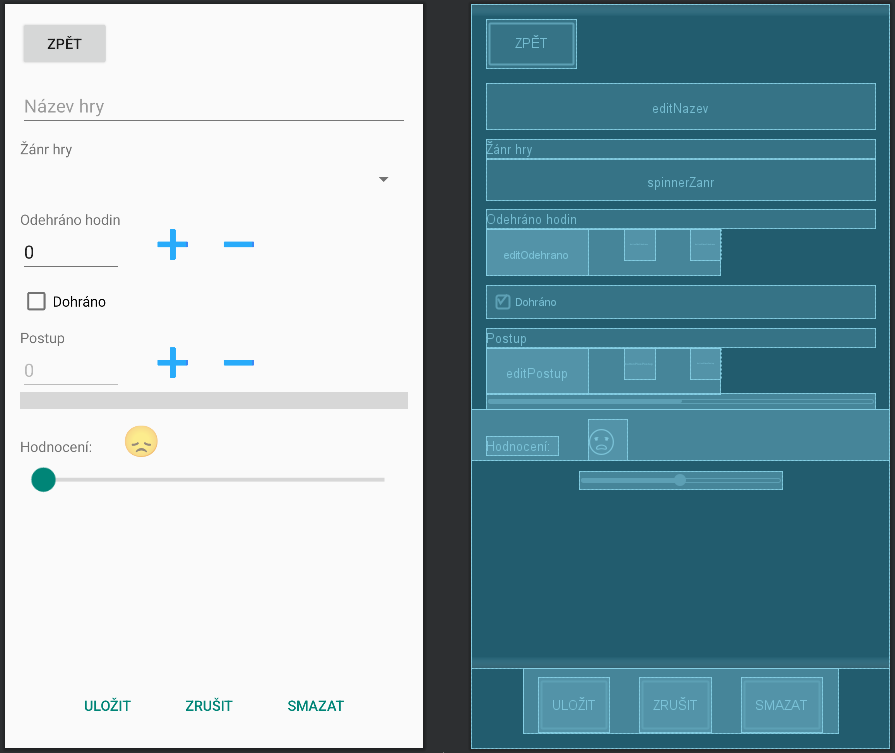 ZPĚT
Název hry
Žánr hry
Odehráno hodin
0
Dohráno
Postup
0
Hodnocení:
ULOŽIT ZRUŠIT SMAZAT
ZPĚT
editNazev
Žánr hry
spinnerZanr
Odehráno hodin
editOdehrano
Dohráno
Postup
editPostup
Hodnocení:
ULOŽIT ZRUŠIT SMAZAT